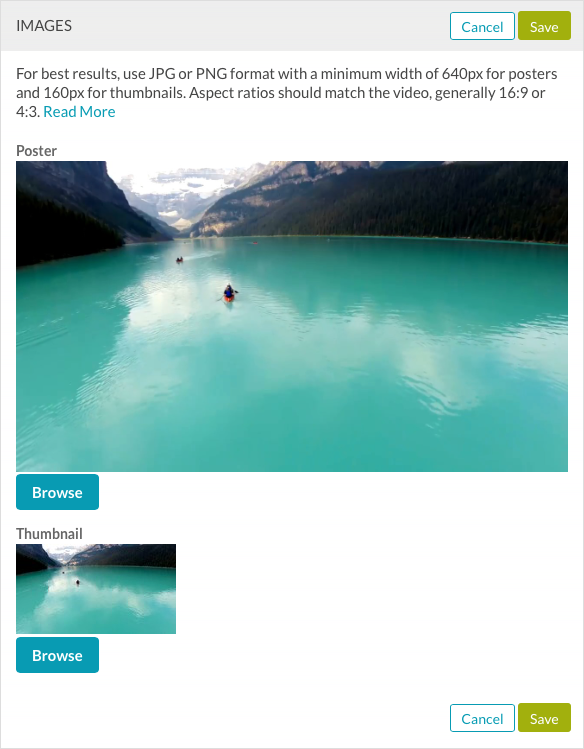 IMAGES
Cancel
Save
For best results, use JPG or PNG format with a minimum width of 640px for posters
and 160px for thumbnails. Aspect ratios should match the video, generally 16:9 or
4:3. Read More
Poster
Browse
Thumbnail
Browse
Cancel
Save